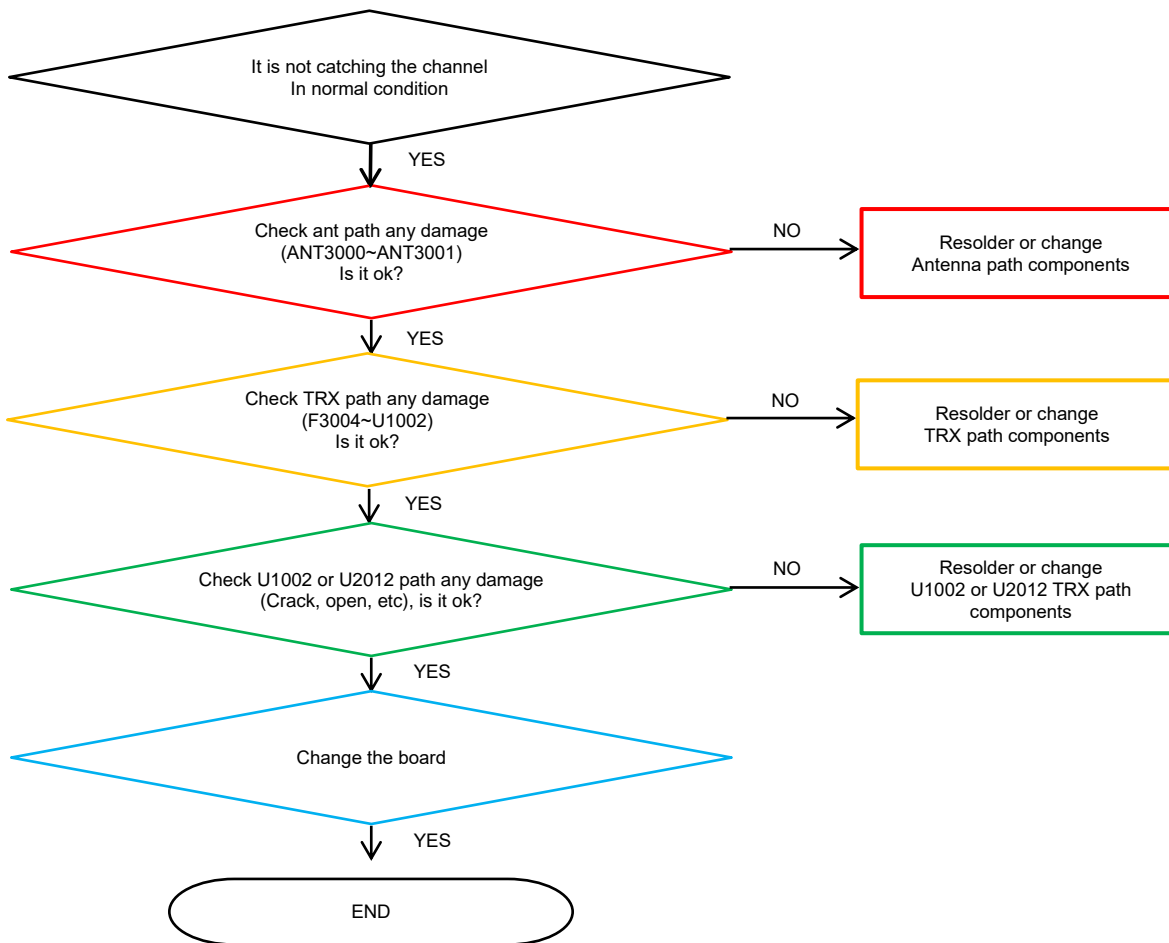 It is not catching the channel
In normal condition
YES
Check ant path any damage
(ANT3000~ANT3001)
Is it ok?
NO
Resolder or change
Antenna path components
YES
Check TRX path any damage
(F3004~U1002)
Is it ok?
NO
Resolder or change
TRX path components
YES
Check U1002 or U2012 path any damage
(Crack, open, etc), is it ok?
NO
Resolder or change
U1002 or U2012 TRX path
components
YES
Change the board
YES
END